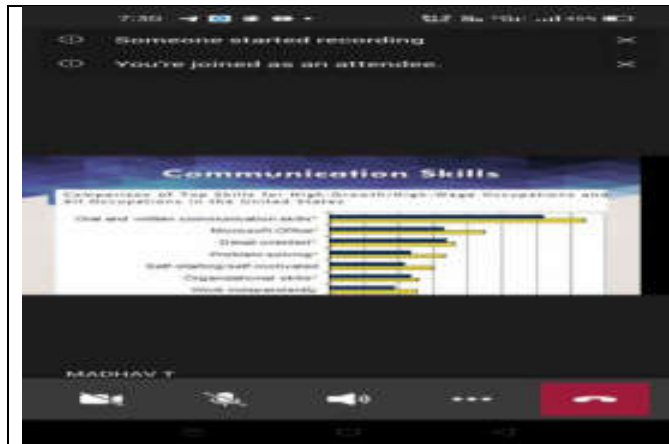 7:30
Someone started recording
You're joined as an attendee.
Communication Skills
Comparison of Top Skills for High-Growth/High-Wage Occupations and
All Occupations in the United States
Oral and written communication skills*
Microsoft Office*
Detail oriented*
Problem solving*
Self-starting/self-motivated
Organizational skills*
Work independently
MADHAV T